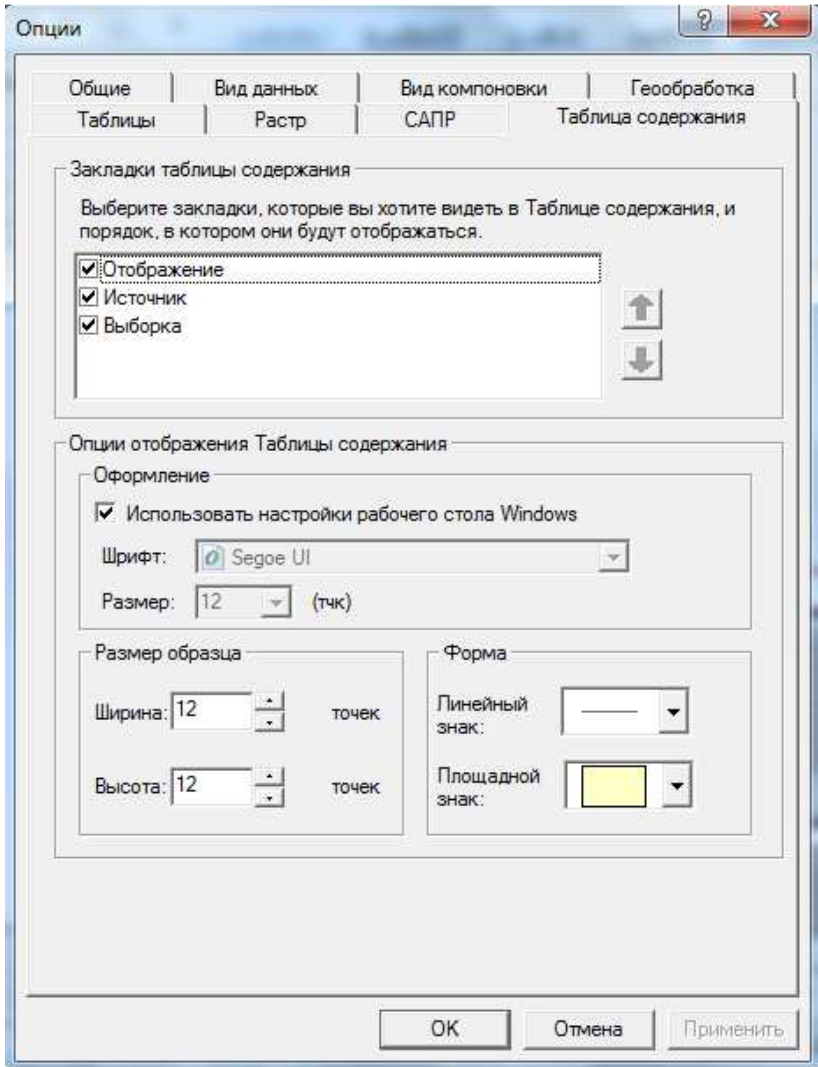 Опции
Общие
Вид данных
Вид компоновки
Геообработка
Таблицы
Растр
САПР
Таблица содержания
Закладки таблицы содержания
Выберите закладки, которые вы хотите видеть в Таблице содержания, и
порядок, в котором они будут отображаться.
Отображение
Источник
Выборка
Опции отображения Таблицы содержания
Оформление
Использовать настройки рабочего стола Windows
Шрифт: Segoe UI
Размер: 12 (тчк)
Размер образца
Ширина: 12 точек
Высота: 12 точек
Форма
Линейный
знак:
Площадной
знак:
OK
Отмена
Применить